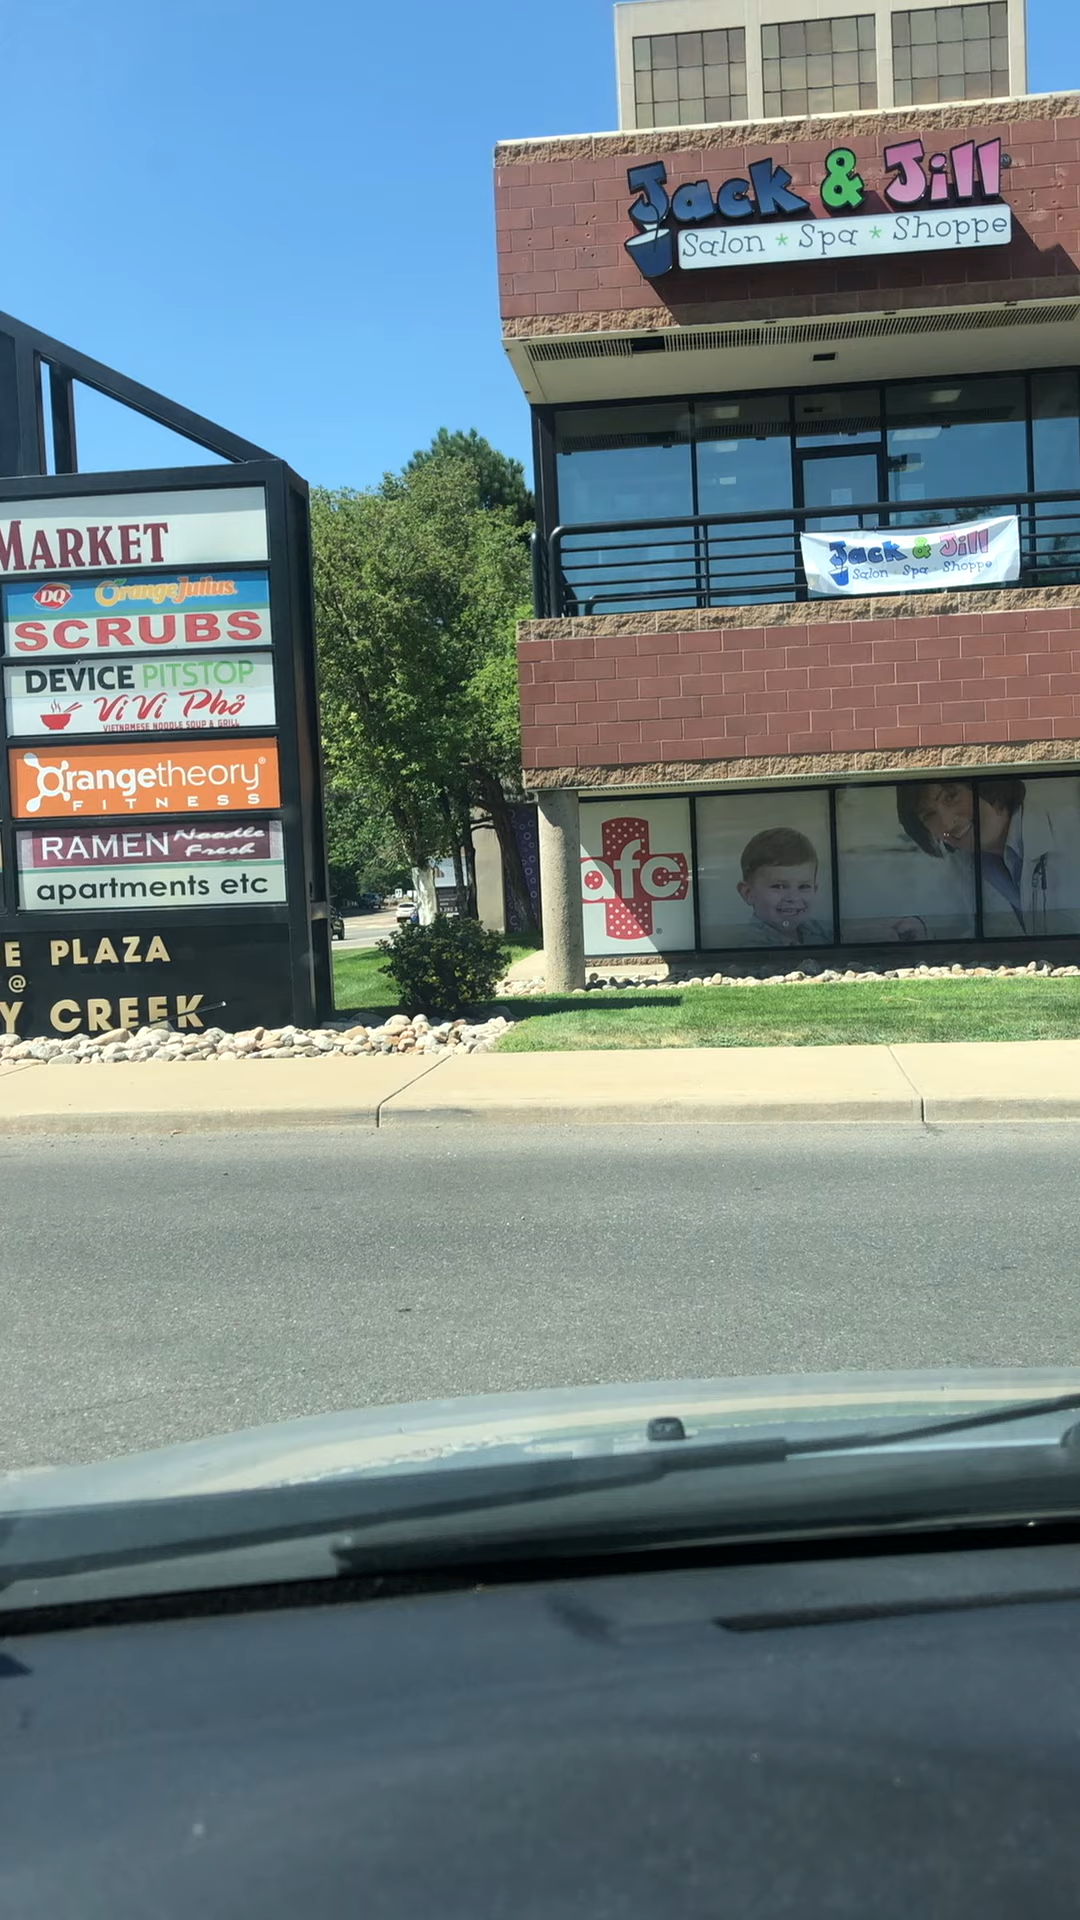 Jack & Jill
Salon * Spa * Shoppe
Jack & Jill
Salon Spa Shoppe
MARKET
DQ Orange Julius
SCRUBS
DEVICE PITSTOP
ViVi Phở
VIETNAMESE NOODLE SOUP & GRILL
Orangetheory®
FITNESS
RAMEN Noodle Fresh
apartments etc
E PLAZA
@
Y CREEK
afc®